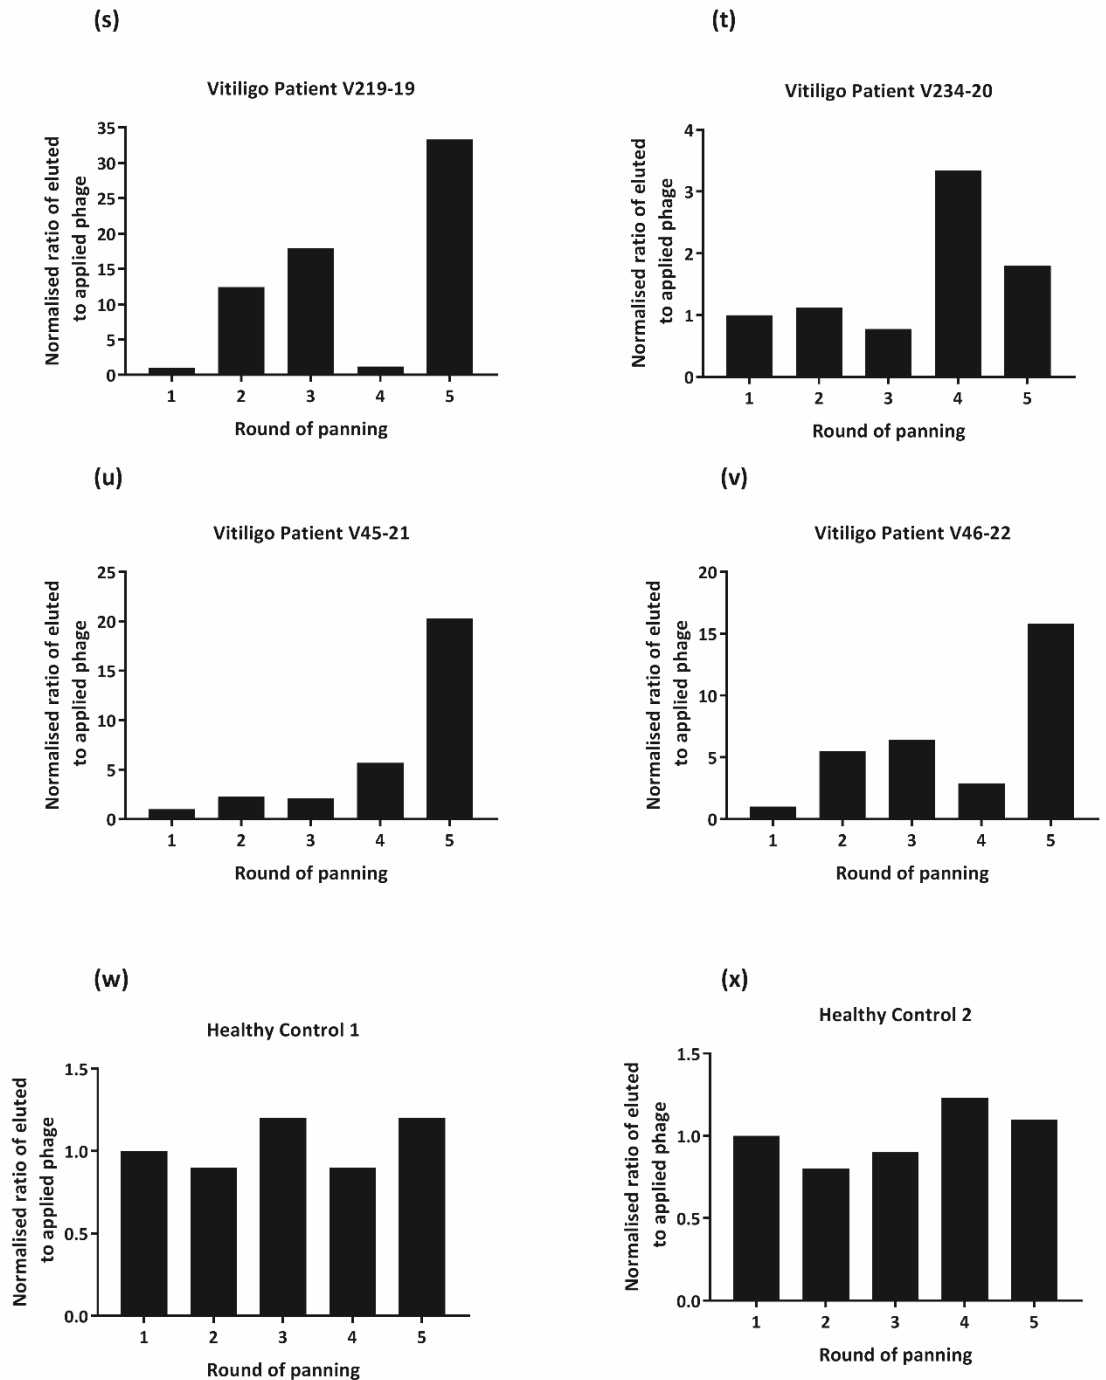 (s)
Vitiligo Patient V219-19
Normalised ratio of eluted
to applied phage
35
30
25
20
15
10
5
0
1 2 3 4 5
Round of panning
(t)
Vitiligo Patient V234-20
Normalised ratio of eluted
to applied phage
4
3
2
1
0
1 2 3 4 5
Round of panning
(u)
Vitiligo Patient V45-21
Normalised ratio of eluted
to applied phage
25
20
15
10
5
0
1 2 3 4 5
Round of panning
(v)
Vitiligo Patient V46-22
Normalised ratio of eluted
to applied phage
20
15
10
5
0
1 2 3 4 5
Round of panning
(w)
Healthy Control 1
Normalised ratio of eluted
to applied phage
1.5
1.0
0.5
0.0
1 2 3 4 5
Round of panning
(x)
Healthy Control 2
Normalised ratio of eluted
to applied phage
1.5
1.0
0.5
0.0
1 2 3 4 5
Round of panning